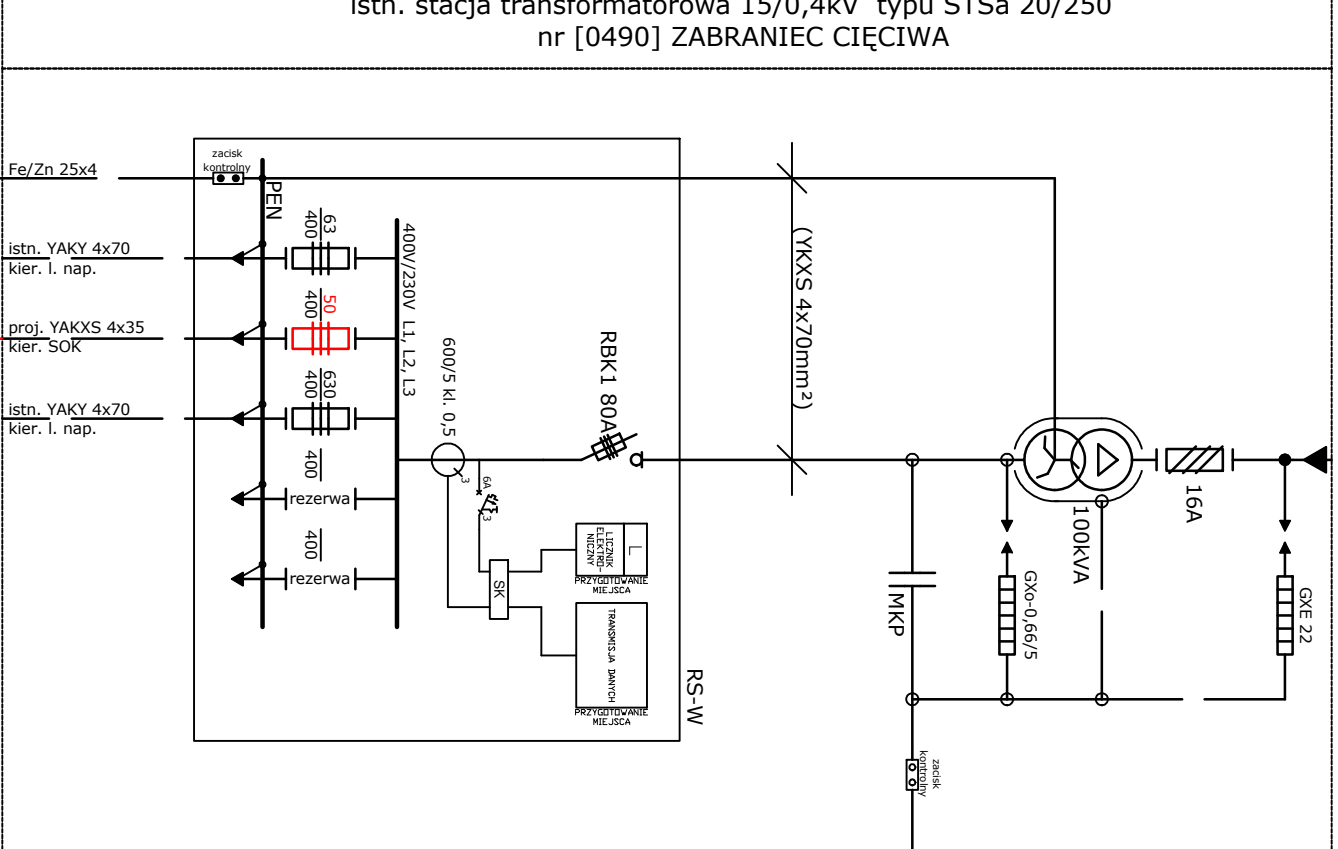 istn. stacja transformatorowa 15/0,4kV typu STSa 20/250
nr [0490] ZABRANIEC CIĘCIWA
Fe/Zn 25x4
zacisk
kontrolny
PEN
istn. YAKY 4x70
kier. l. nap.
63
400
proj. YAKXS 4x35
kier. SOK
50
400
istn. YAKY 4x70
kier. l. nap.
630
400
400
rezerwa
400
rezerwa
400V/230V L1, L2, L3
600/5 kl. 0,5
3
6A
3
RBK1 80A
SK
L
LICZNIK
ELEKTRO-
NICZNY
PRZYGOTOWANIE
MIEJSCA
TRANSMISJA DANYCH
PRZYGOTOWANIE
MIEJSCA
RS-W
(YKXS 4x70mm²)
MKP
GXo-0,66/5
100kVA
16A
GXE 22
zacisk
kontrolny